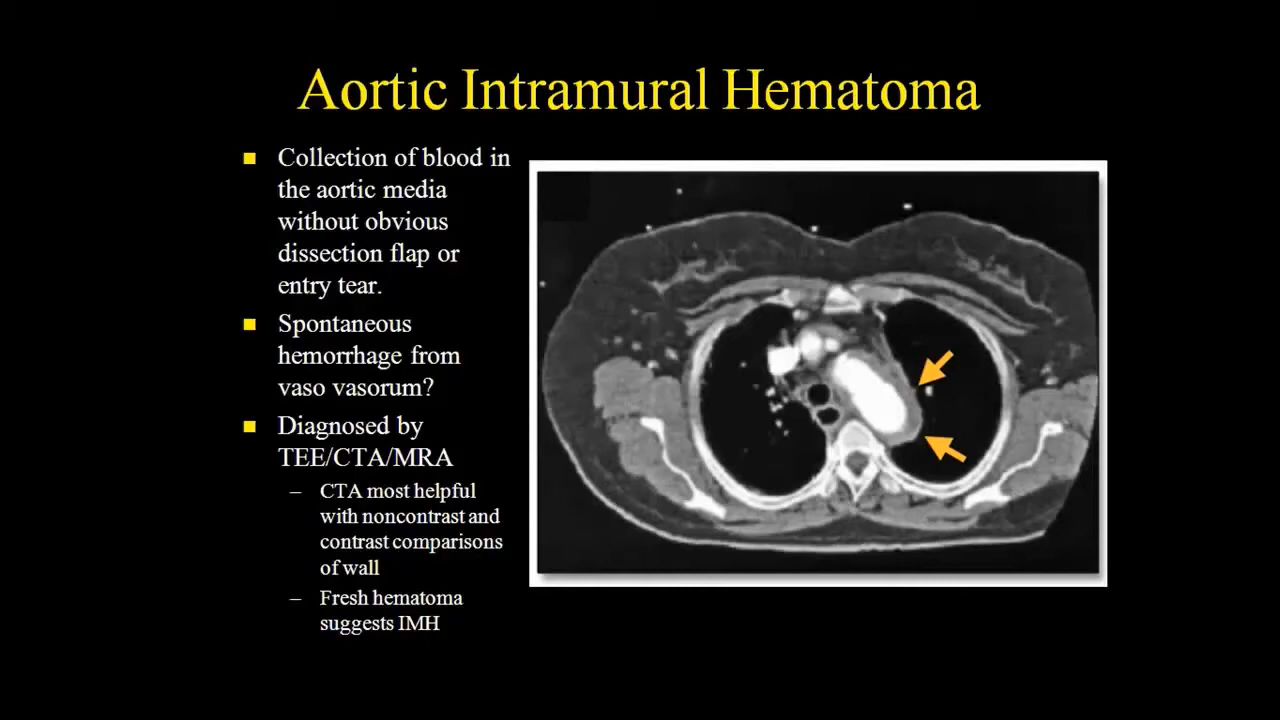 Aortic Intramural Hematoma
Collection of blood in
the aortic media
without obvious
dissection flap or
entry tear.
Spontaneous
hemorrhage from
vaso vasorum?
Diagnosed by
TEE/CTA/MRA
– CTA most helpful
with noncontrast and
contrast comparisons
of wall
– Fresh hematoma
suggests IMH